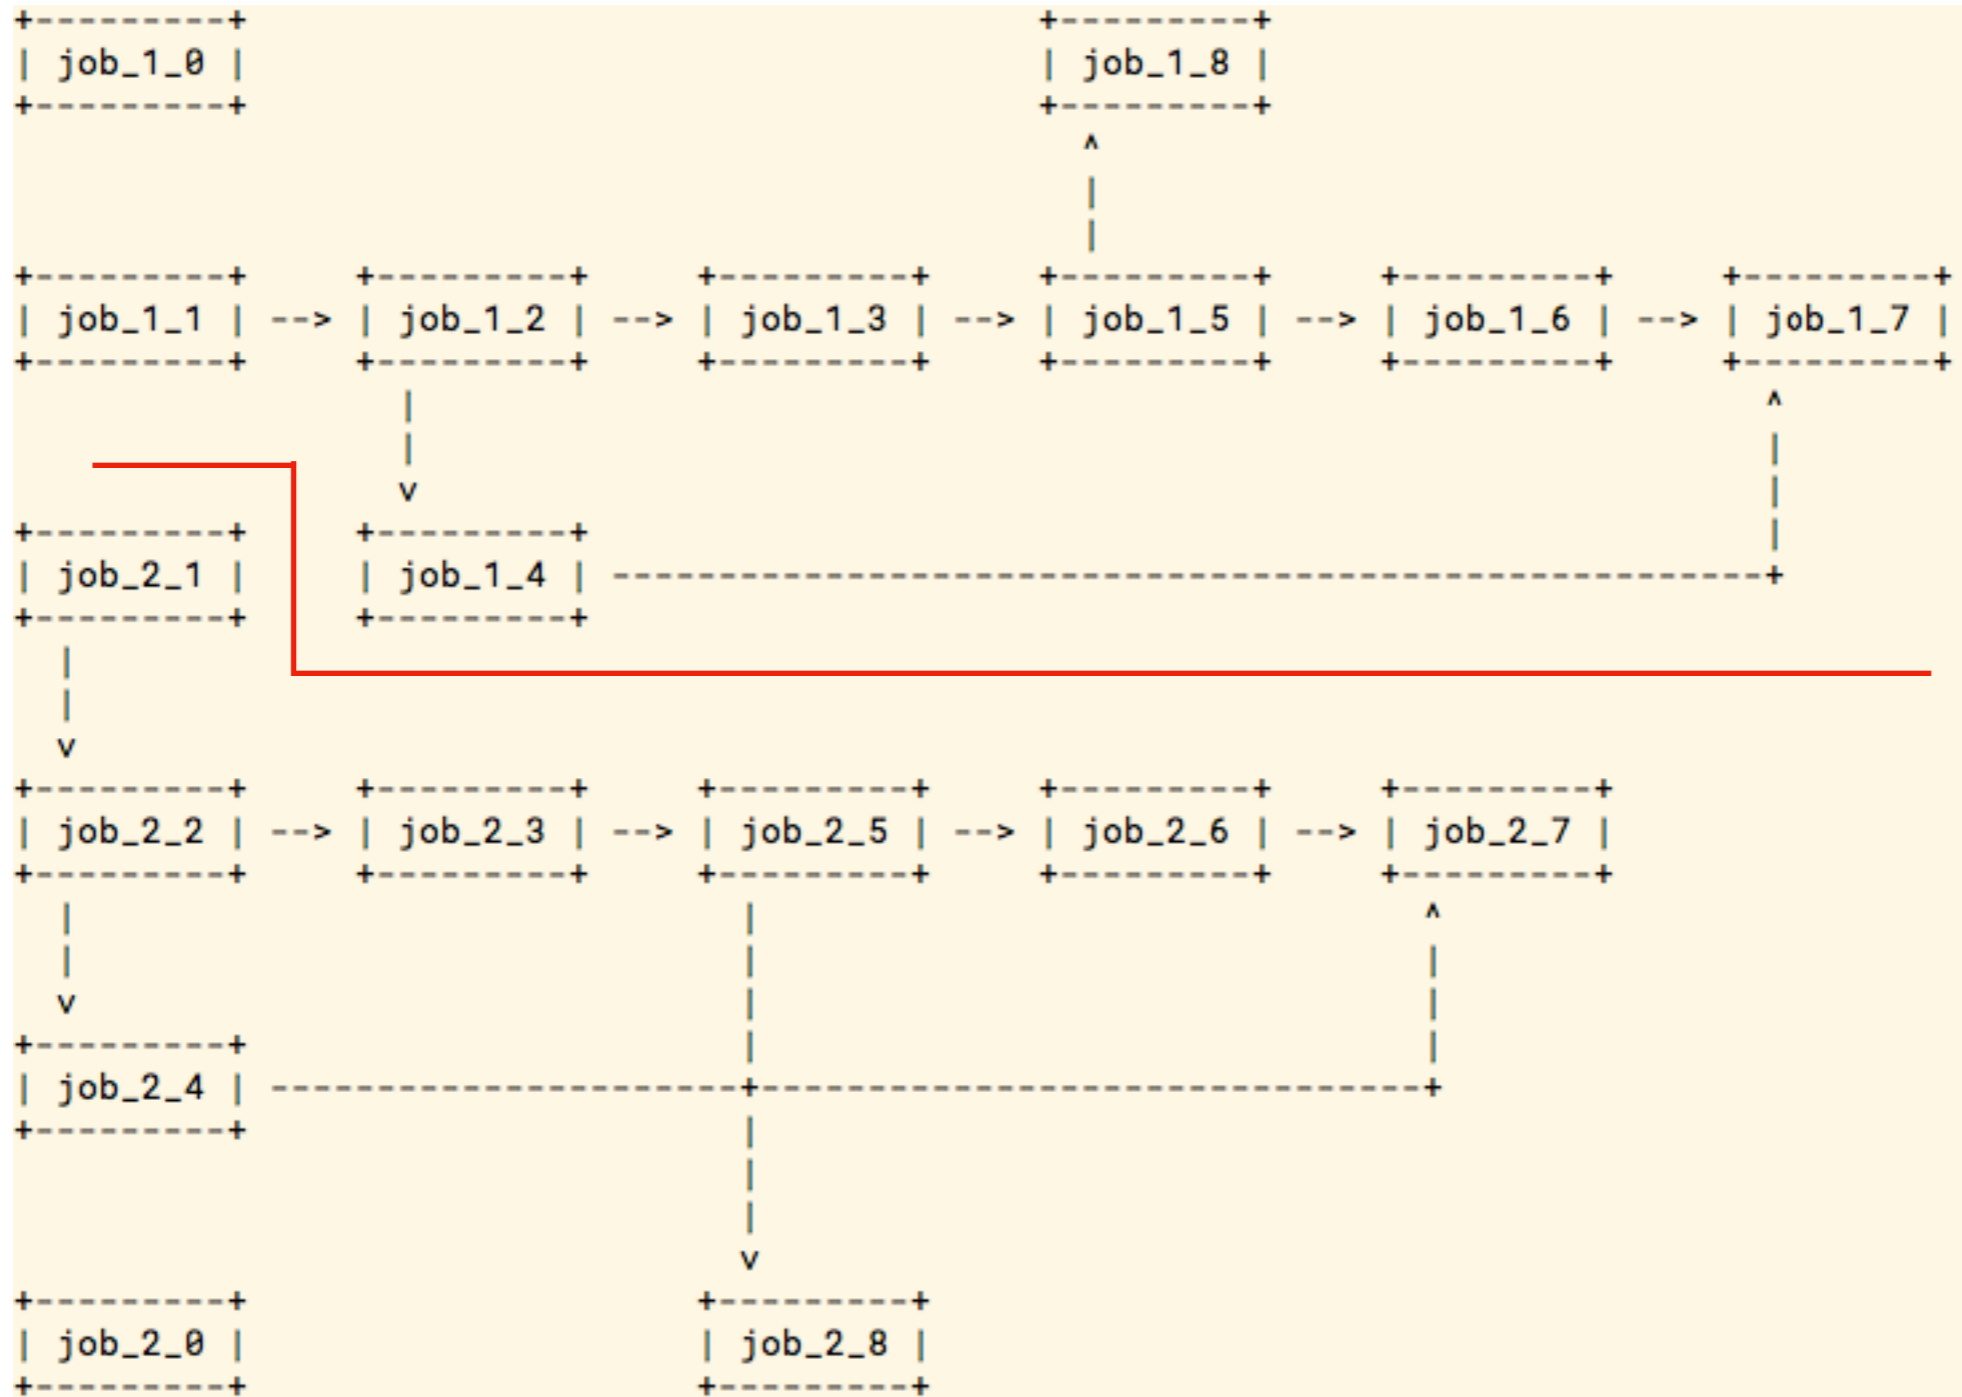 job_1_0 job_1_8
job_1_1 --> job_1_2 --> job_1_3 --> job_1_5 --> job_1_6 --> job_1_7
job_2_1 job_1_4
job_2_2 --> job_2_3 --> job_2_5 --> job_2_6 --> job_2_7
job_2_4
job_2_0 job_2_8